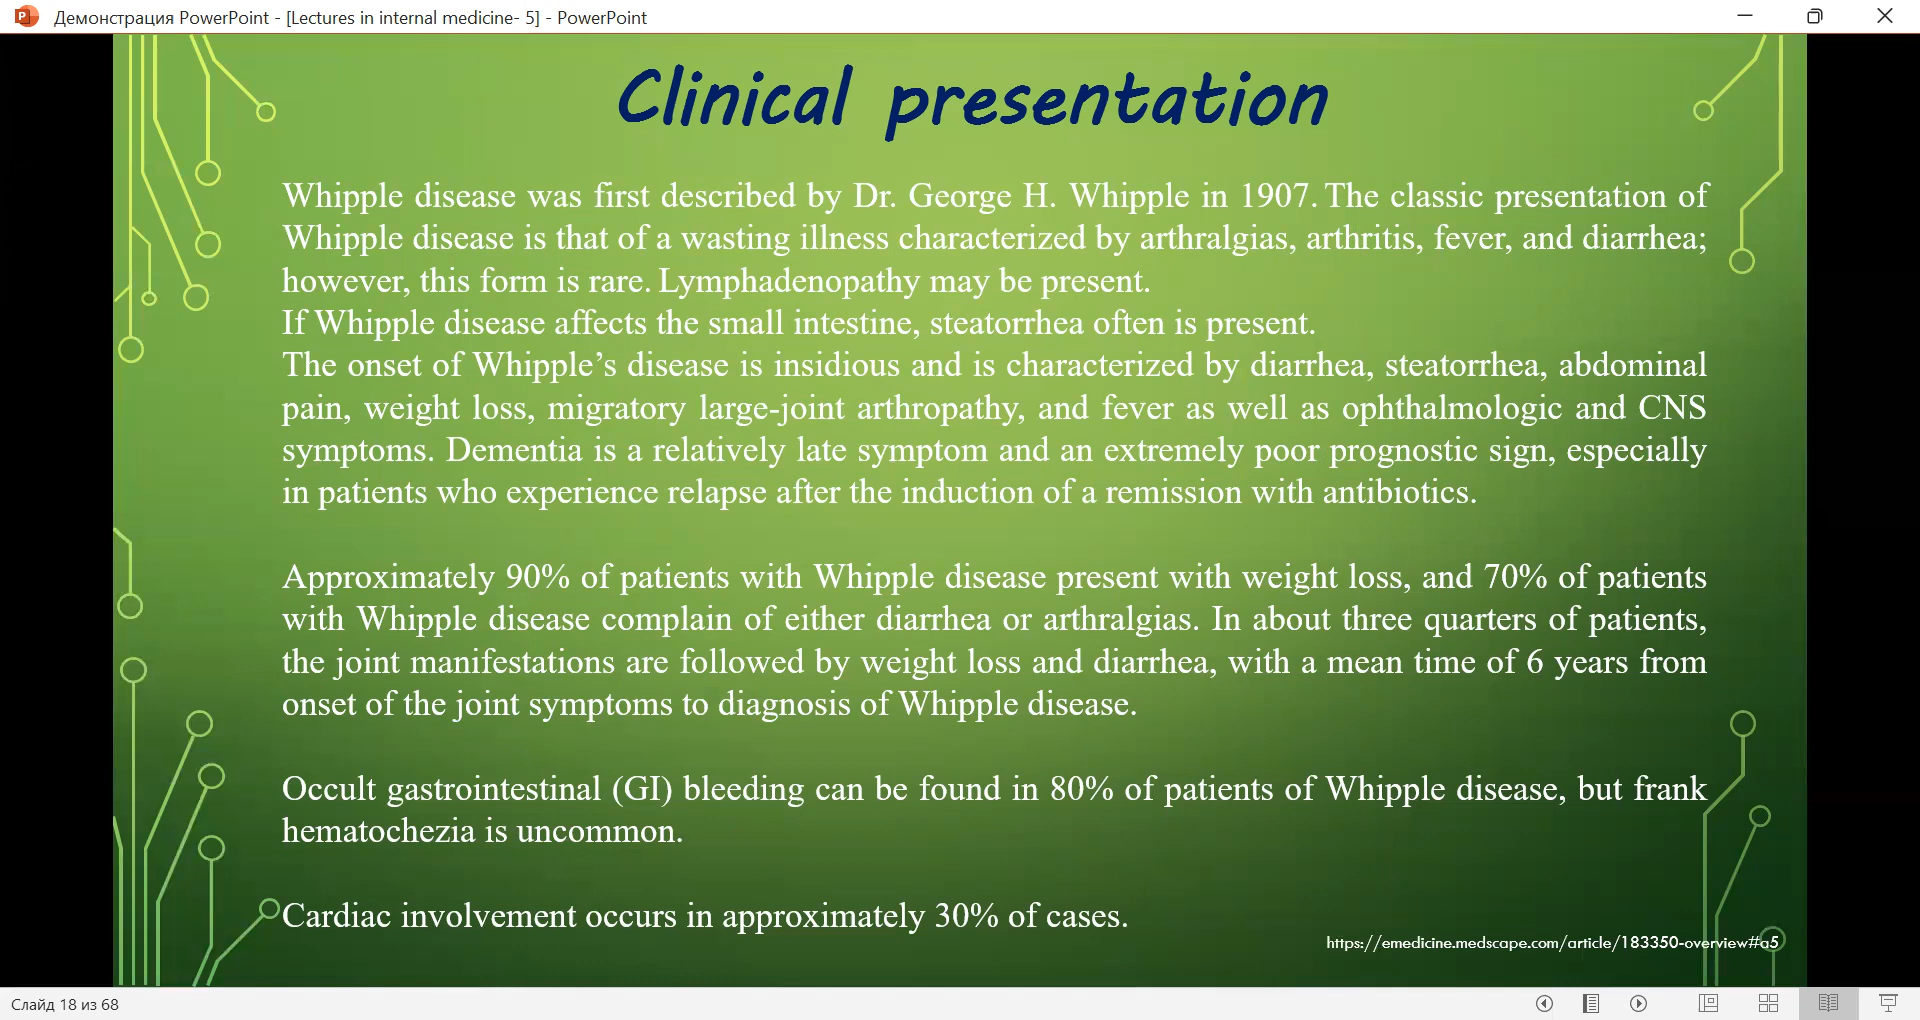 Демонстрация PowerPoint - [Lectures in internal medicine- 5] - PowerPoint
Clinical presentation
Whipple disease was first described by Dr. George H. Whipple in 1907. The classic presentation of
Whipple disease is that of a wasting illness characterized by arthralgias, arthritis, fever, and diarrhea;
however, this form is rare. Lymphadenopathy may be present.
If Whipple disease affects the small intestine, steatorrhea often is present.
The onset of Whipple’s disease is insidious and is characterized by diarrhea, steatorrhea, abdominal
pain, weight loss, migratory large-joint arthropathy, and fever as well as ophthalmologic and CNS
symptoms. Dementia is a relatively late symptom and an extremely poor prognostic sign, especially
in patients who experience relapse after the induction of a remission with antibiotics.
Approximately 90% of patients with Whipple disease present with weight loss, and 70% of patients
with Whipple disease complain of either diarrhea or arthralgias. In about three quarters of patients,
the joint manifestations are followed by weight loss and diarrhea, with a mean time of 6 years from
onset of the joint symptoms to diagnosis of Whipple disease.
Occult gastrointestinal (GI) bleeding can be found in 80% of patients of Whipple disease, but frank
hematochezia is uncommon.
Cardiac involvement occurs in approximately 30% of cases.
https://emedicine.medscape.com/article/183350-overview#a5
Слайд 18 из 68